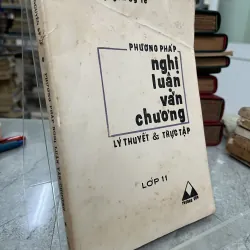 PHƯƠNG PHÁP
nghị
luận
văn
chương
LÝ THUYẾT & THỰC TẬP
LỚP 11